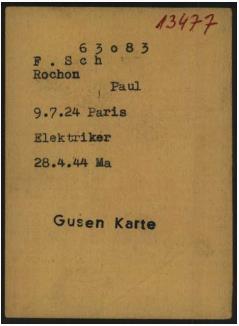 13477
63083
F. Sch
Rochon
Paul
9.7.24 Paris
Elektriker
28.4.44 Ma
Gusen Karte